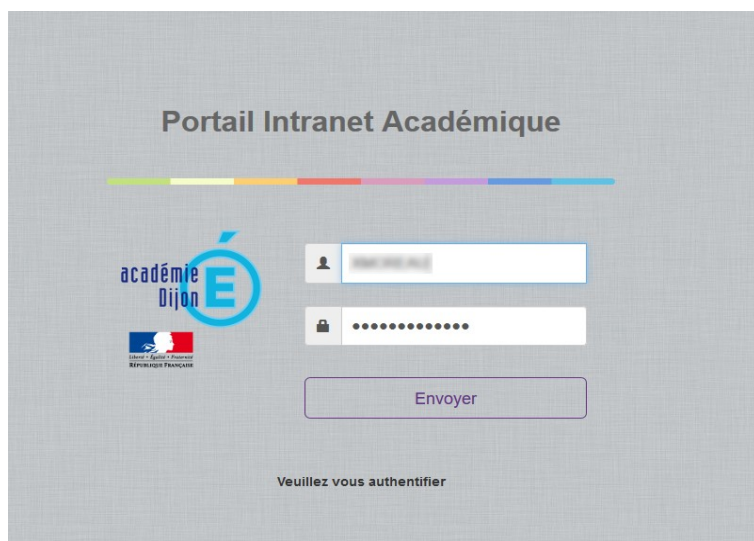 Portail Intranet Académique
académie
Dijon
É
Liberté • Égalité • Fraternité
RÉPUBLIQUE FRANÇAISE
Envoyer
Veuillez vous authentifier